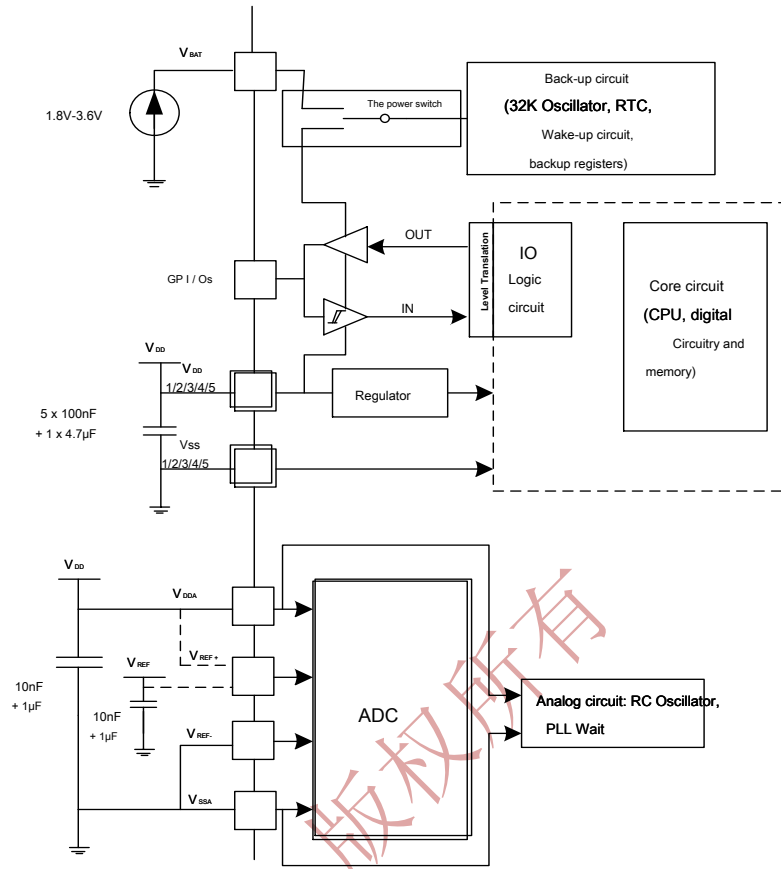 VBAT
1.8V-3.6V
The power switch
Back-up circuit
(32K Oscillator, RTC,
Wake-up circuit,
backup registers)
GP I / Os
OUT
IN
Level Translation
IO
Logic
circuit
Core circuit
(CPU, digital
Circuitry and
memory)
VDD
VDD
1/2/3/4/5
Regulator
5 x 100nF
+ 1 x 4.7µF
VSS
1/2/3/4/5
VDD
VDDA
VREF
VREF+
10nF
+ 1µF
10nF
+ 1µF
VREF-
VSSA
ADC
Analog circuit: RC Oscillator,
PLL Wait
版权所有